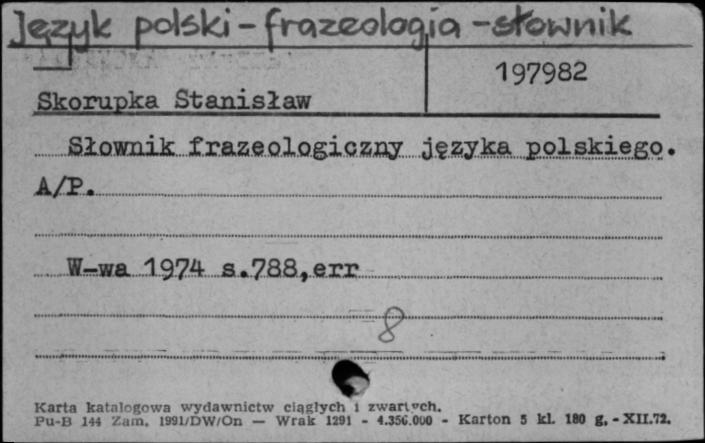 Język polski - frazeologia - słownik
197982
Skorupka Stanisław
Słownik frazeologiczny języka polskiego.
A/P.
W-wa 1974 s.788,err
8
Karta katalogowa wydawnictw ciągłych i zwartych.
Pu-B 144 Zam. 1991/DW/On — Wrak 1291 - 4.350.000 - Karton 5 kl. 180 g. - XII.72.